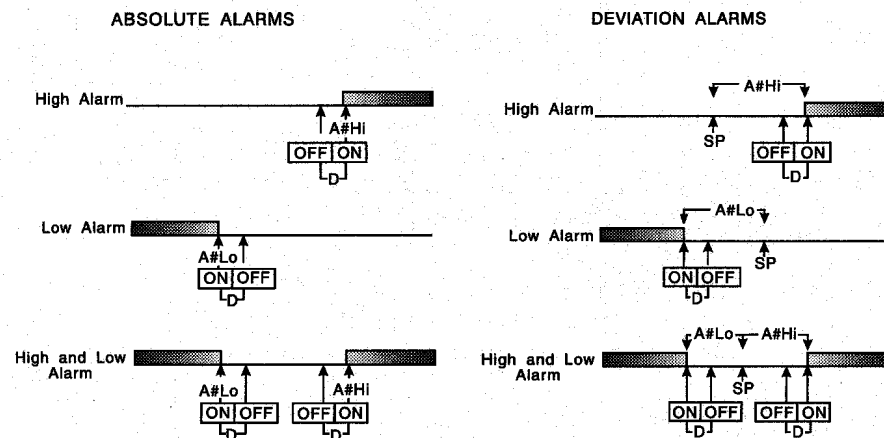 ABSOLUTE ALARMS
High Alarm
A#Hi
OFF ON
D
Low Alarm
A#Lo
ON OFF
D
High and Low
Alarm
A#Lo
A#Hi
ON OFF
OFF ON
D
D
DEVIATION ALARMS
A#Hi
High Alarm
SP
OFF ON
D
A#Lo
Low Alarm
SP
ON OFF
D
A#Lo
A#Hi
High and Low
Alarm
SP
ON OFF
OFF ON
D
D